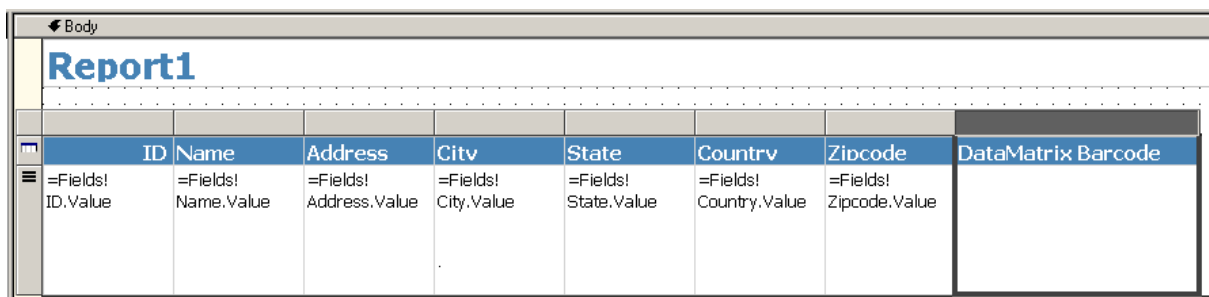 Body
Report1
ID Name Address City State Country Zipcode DataMatrix Barcode
=Fields! =Fields! =Fields! =Fields! =Fields! =Fields! =Fields!
ID.Value Name.Value Address.Value City.Value State.Value Country.Value Zipcode.Value